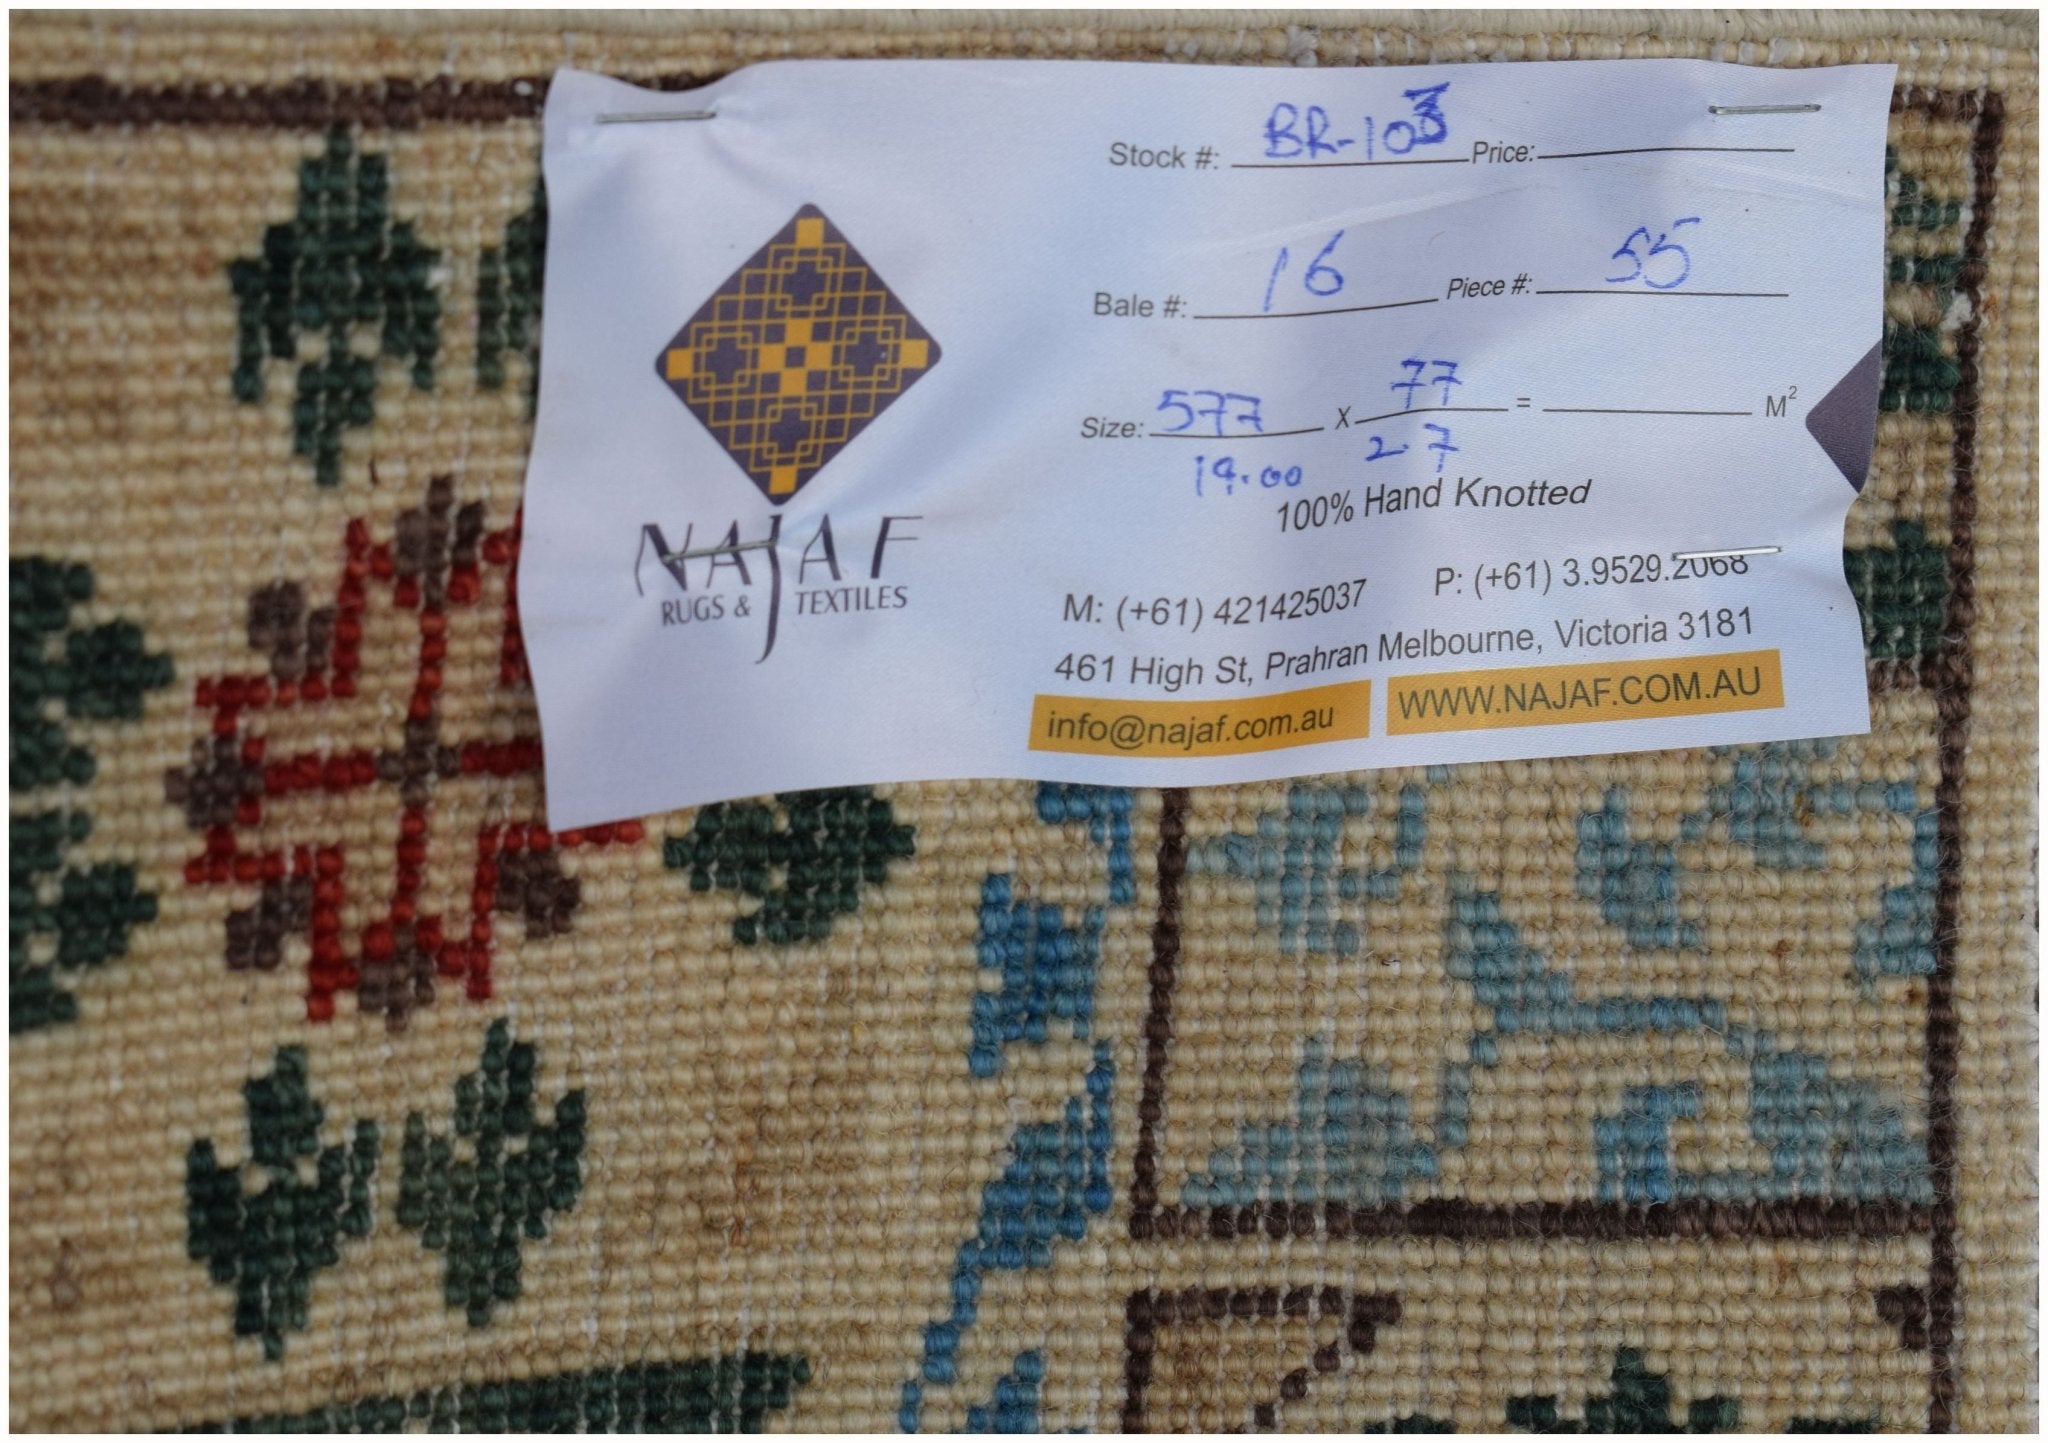 NAJAF
RUGS & TEXTILES
Stock #: BR-103 Price:
Bale #: 16 Piece #: 55
Size: 577 x 77 = M²
19.00 2.7
100% Hand Knotted
M: (+61) 421425037 P: (+61) 3.9529.2068
461 High St, Prahran Melbourne, Victoria 3181
info@najaf.com.au WWW.NAJAF.COM.AU